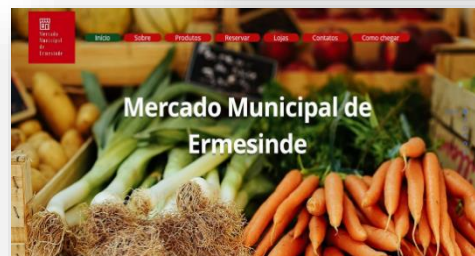 Mercado
Municipal
de
Ermesinde
Início
Sobre
Produtos
Reservar
Lojas
Contatos
Como chegar
Mercado Municipal de
Ermesinde